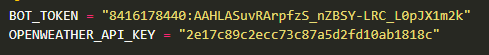 BOT_TOKEN = "8416178440:AAHLASuvRArpfzS_nZBSY-LRC_L0pJX1m2k"
OPENWEATHER_API_KEY = "2e17c89c2ecc73c87a5d2fd10ab1818c"